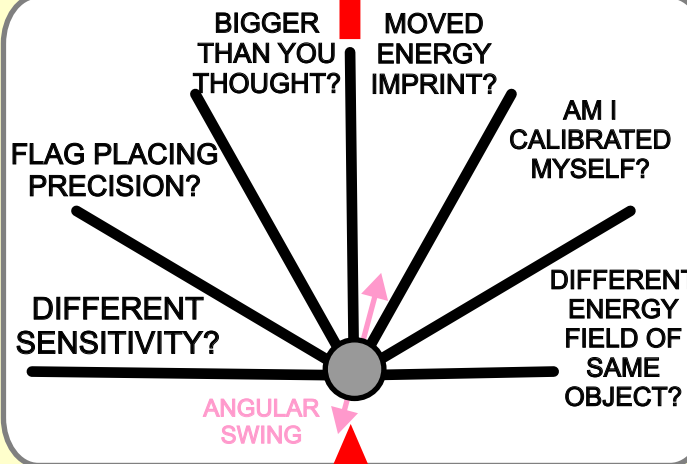 BIGGER
THAN YOU
THOUGHT?
MOVED
ENERGY
IMPRINT?
AM I
CALIBRATED
MYSELF?
FLAG PLACING
PRECISION?
DIFFERENT
SENSITIVITY?
DIFFERENT
ENERGY
FIELD OF
SAME
OBJECT?
ANGULAR
SWING